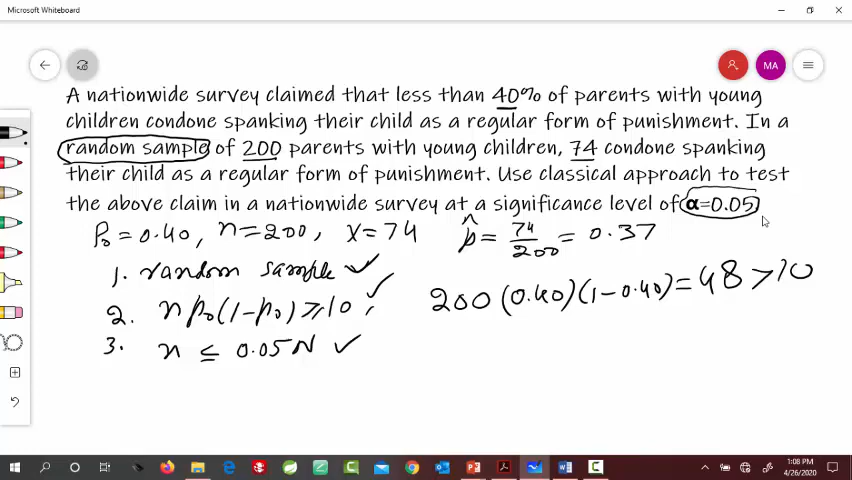 Microsoft Whiteboard
MA
A nationwide survey claimed that less than 40% of parents with young
children condone spanking their child as a regular form of punishment. In a
random sample of 200 parents with young children, 74 condone spanking
their child as a regular form of punishment. Use classical approach to test
the above claim in a nationwide survey at a significance level of α=0.05
p₀ = 0.40, n=200, x=74 p̂ = 74/200 = 0.37
1. random sample ✓
2. n p₀(1-p₀) ≥ 10, ✓ 200(0.40)(1-0.40) = 48 > 10
3. n ≤ 0.05N ✓
1:08 PM
4/26/2020